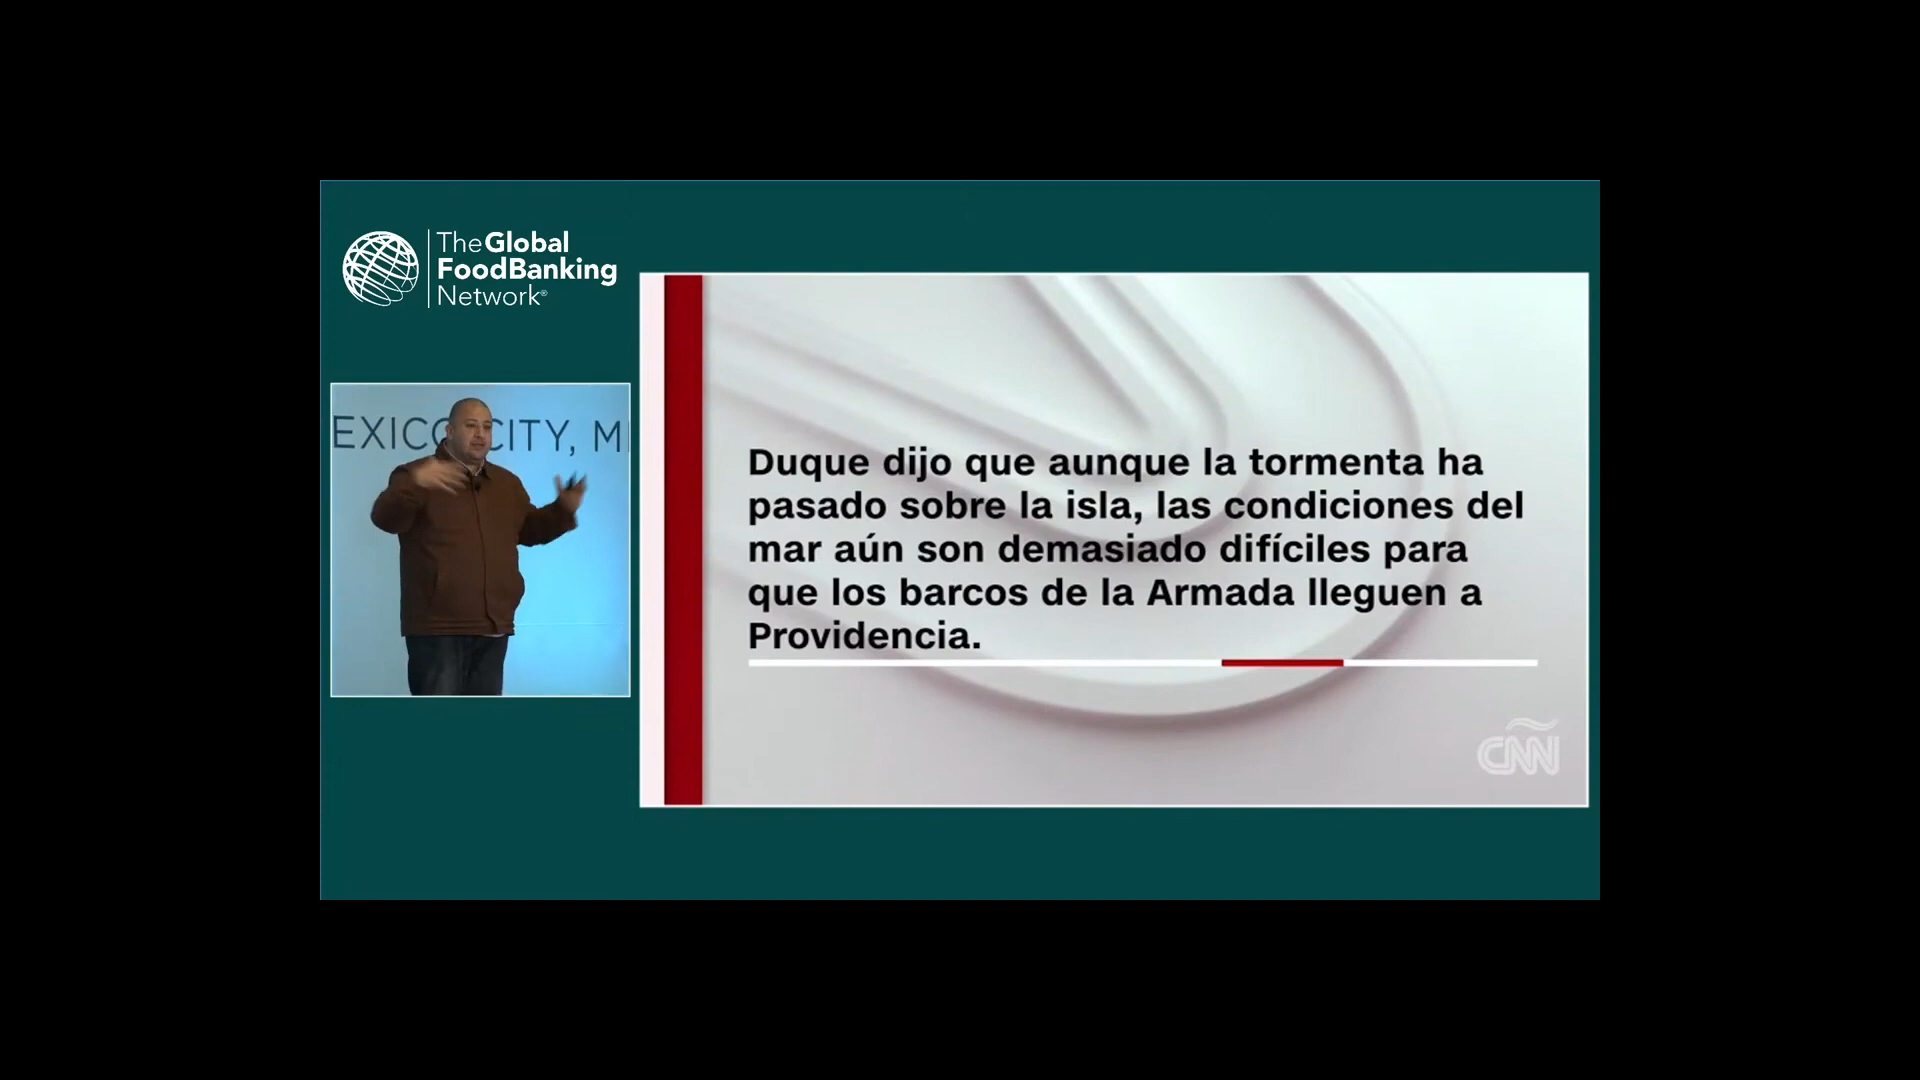 The Global
FoodBanking
Network®
EXICO CITY, M
Duque dijo que aunque la tormenta ha
pasado sobre la isla, las condiciones del
mar aún son demasiado difíciles para
que los barcos de la Armada lleguen a
Providencia.
CNN